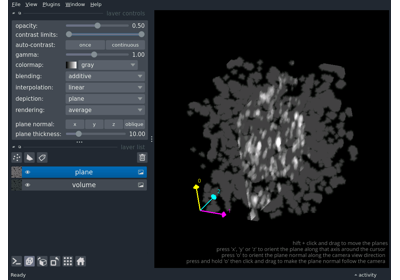 File View Plugins Window Help
layer controls
opacity: 0.50
contrast limits:
auto-contrast: once continuous
gamma: 1.00
colormap: gray
blending: additive
interpolation: linear
depiction: plane
rendering: average
plane normal: x y z oblique
plane thickness: 10.00
layer list
plane
volume
0
shift + click and drag to move the planes
press 'x', 'y' or 'z' to orient the plane along that axis around the cursor
press 'o' to orient the plane normal along the camera view direction
press and hold 'o' then click and drag to make the plane normal follow the camera
Ready
activity